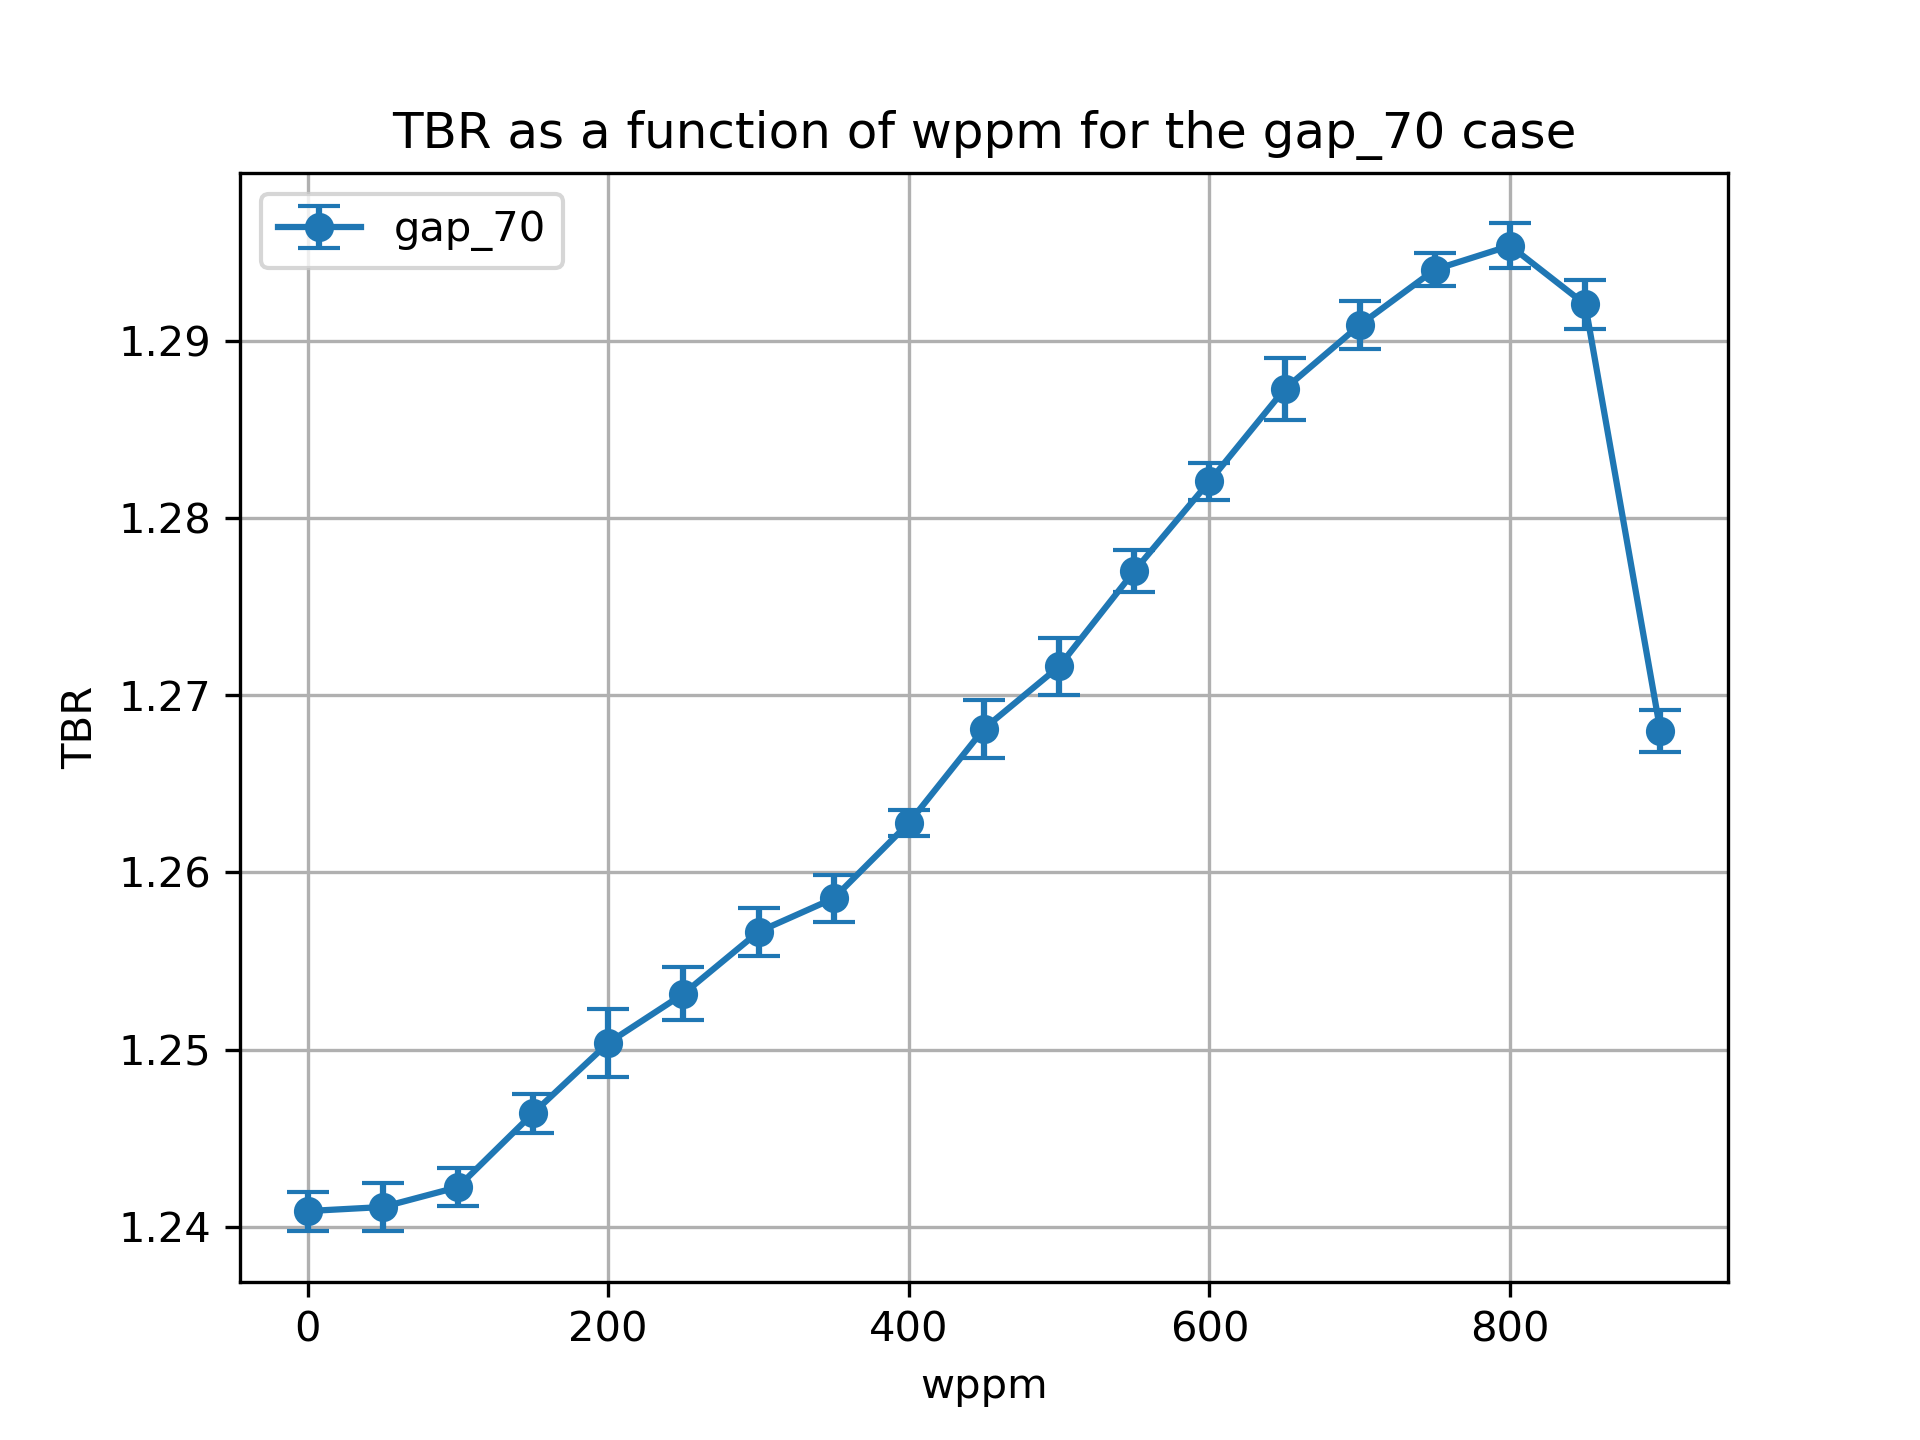 TBR as a function of wppm for the gap_70 case
gap_70
1.29
1.28
1.27
1.26
1.25
1.24
TBR
0 200 400 600 800
wppm